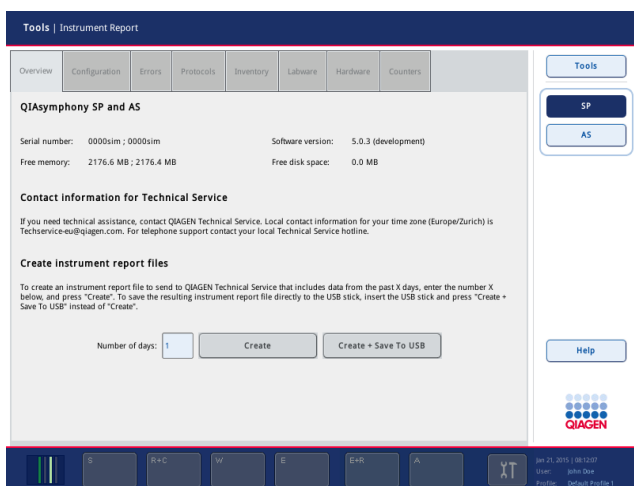 Tools | Instrument Report
Overview Configuration Errors Protocols Inventory Labware Hardware Counters
Tools
SP
AS
QIAsymphony SP and AS
Serial number: 0000sim ; 0000sim Software version: 5.0.3 (development)
Free memory: 2176.6 MB ; 2176.4 MB Free disk space: 0.0 MB
Contact information for Technical Service
If you need technical assistance, contact QIAGEN Technical Service. Local contact information for your time zone (Europe/Zurich) is
Techservice-eu@qiagen.com. For telephone support contact your local Technical Service hotline.
Create instrument report files
To create an instrument report file to send to QIAGEN Technical Service that includes data from the past X days, enter the number X
below, and press "Create". To save the resulting instrument report file directly to the USB stick, insert the USB stick and press "Create +
Save To USB" instead of "Create".
Number of days: 1 Create Create + Save To USB
Help
QIAGEN
S R+C W E E+R A
Jan 21, 2015 | 08:12:07
User: John Doe
Profile: Default Profile 1